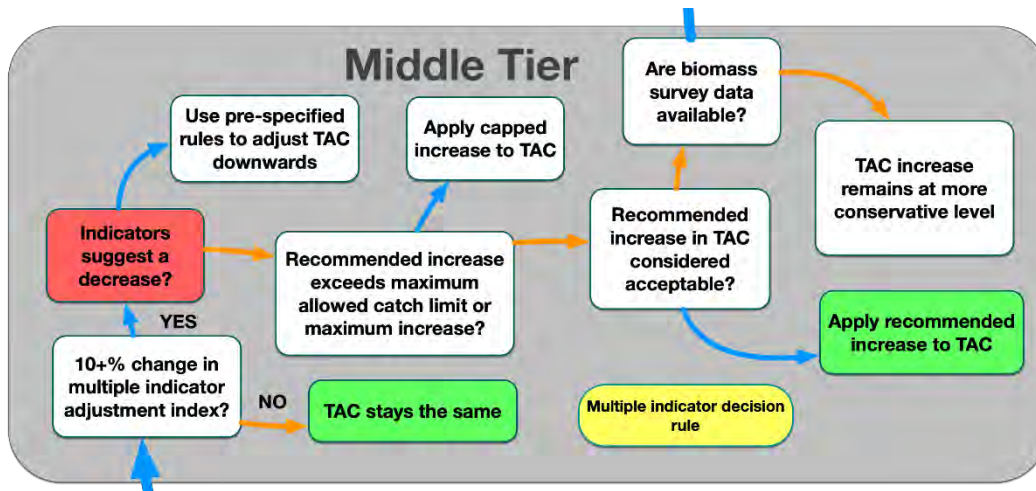 Middle Tier
Are biomass
survey data
available?
Use pre-specified
rules to adjust TAC
downwards
Apply capped
increase to TAC
TAC increase
remains at more
conservative level
Indicators
suggest a
decrease?
Recommended increase
exceeds maximum
allowed catch limit or
maximum increase?
Recommended
increase in TAC
considered
acceptable?
YES
Apply recommended
increase to TAC
10+% change in
multiple indicator
adjustment index?
NO
TAC stays the same
Multiple indicator decision
rule